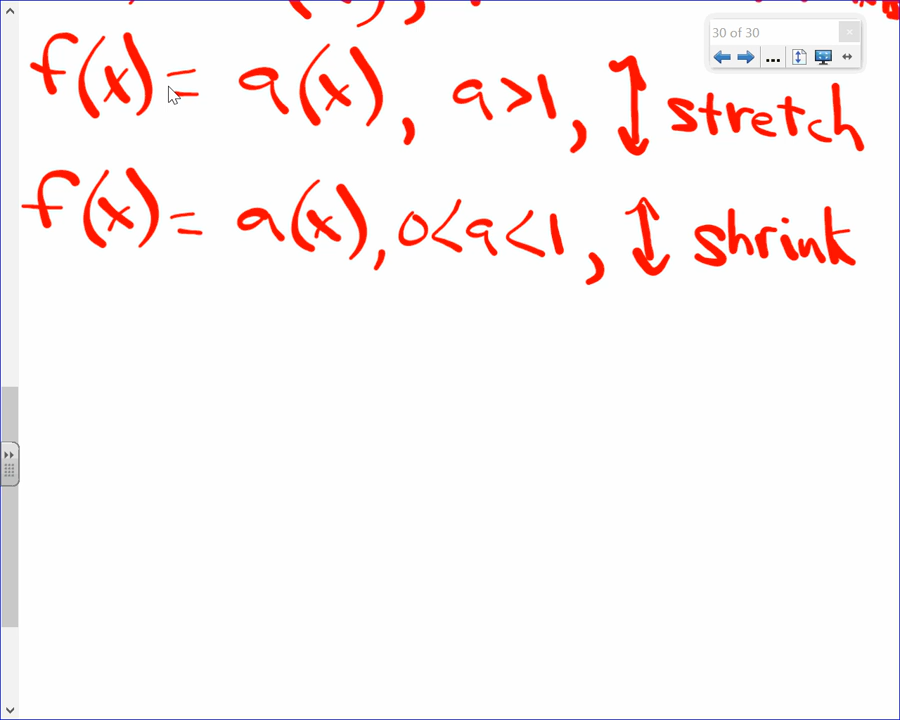 30 of 30
f(x) = a(x), a>1, ↕ stretch
f(x) = a(x), 0<a<1, ↕ shrink